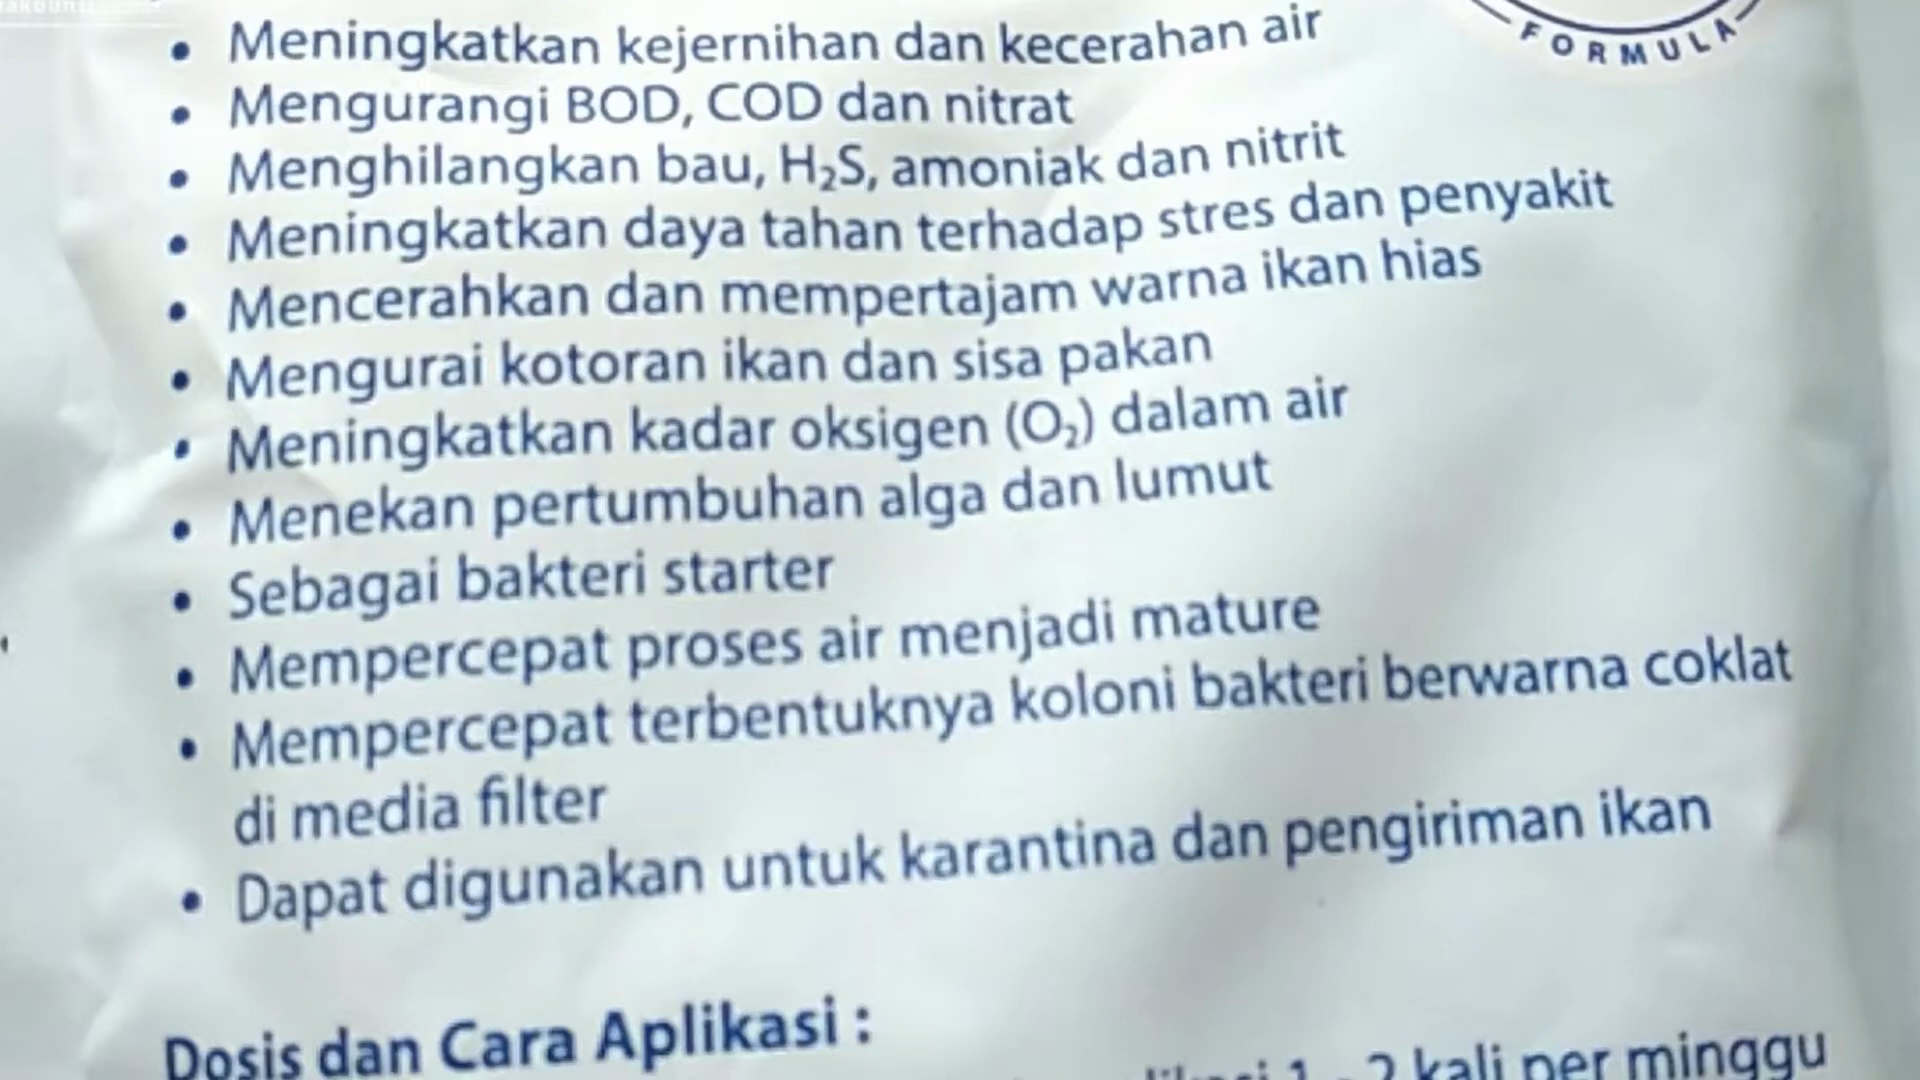 • Meningkatkan kejernihan dan kecerahan air
FORMULA
• Mengurangi BOD, COD dan nitrat
• Menghilangkan bau, H₂S, amoniak dan nitrit
• Meningkatkan daya tahan terhadap stres dan penyakit
• Mencerahkan dan mempertajam warna ikan hias
• Mengurai kotoran ikan dan sisa pakan
• Meningkatkan kadar oksigen (O₂) dalam air
• Menekan pertumbuhan alga dan lumut
• Sebagai bakteri starter
• Mempercepat proses air menjadi mature
• Mempercepat terbentuknya koloni bakteri berwarna coklat
di media filter
• Dapat digunakan untuk karantina dan pengiriman ikan
Dosis dan Cara Aplikasi :
1 - 2 kali per minggu